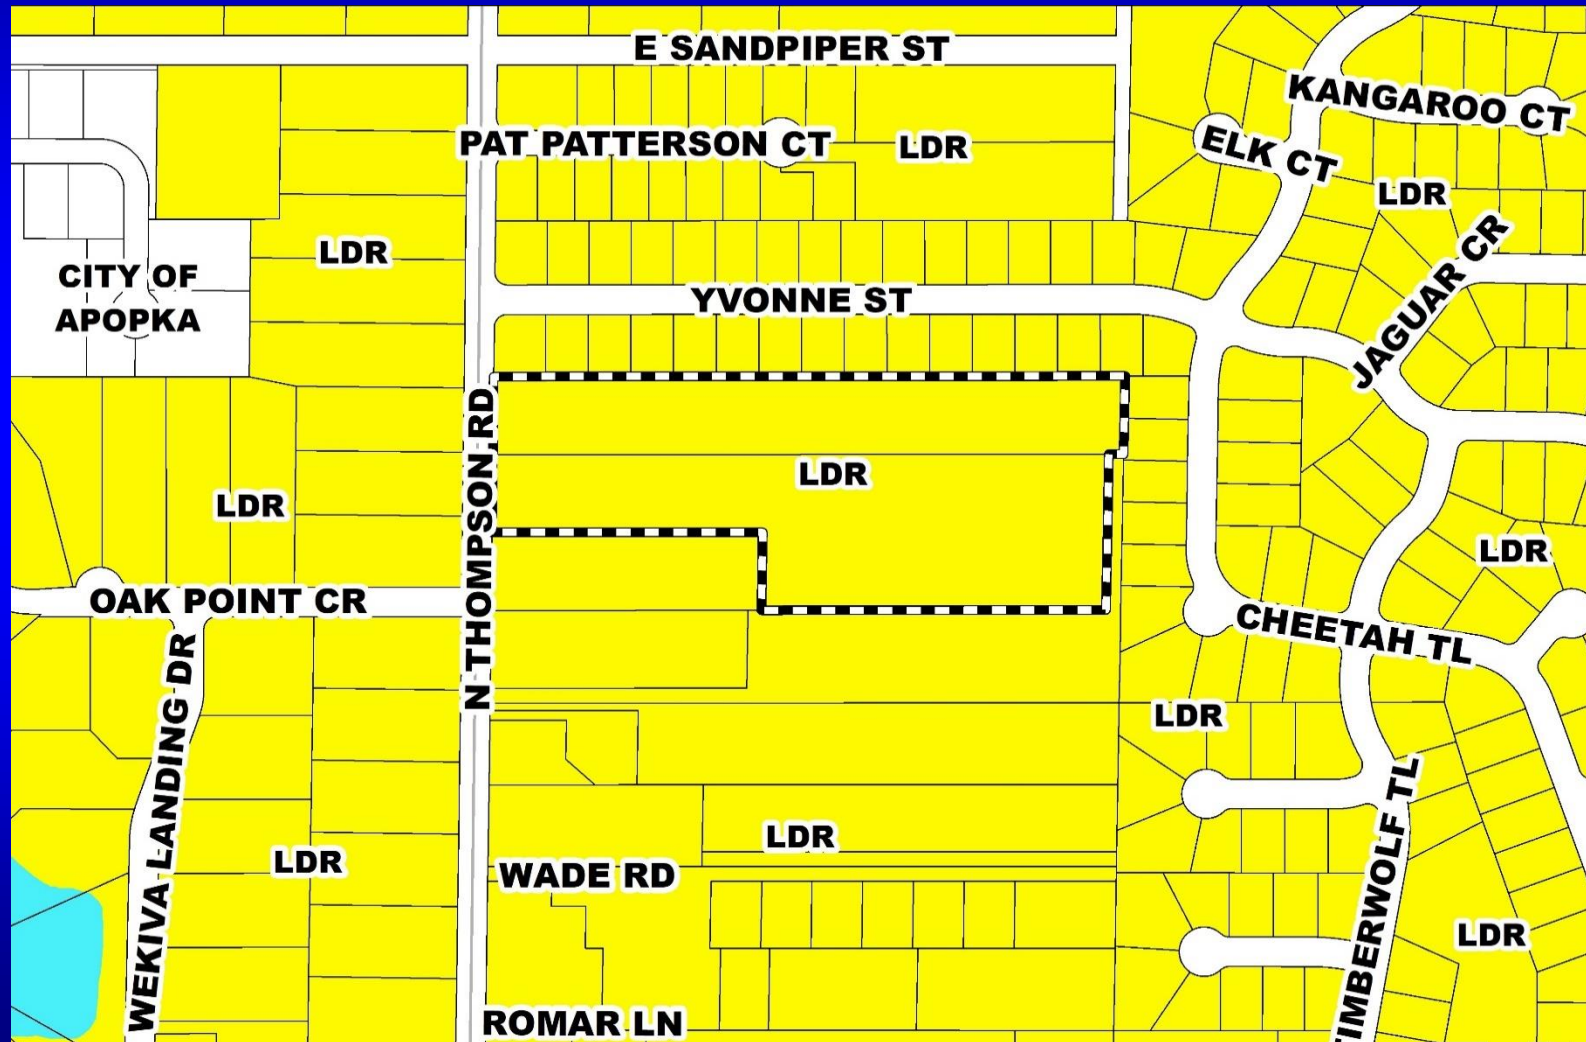 E SANDPIPER ST
KANGAROO CT
PAT PATTERSON CT
LDR
ELK CT
LDR
LDR
JAGUAR CR
CITY OF
APOPKA
YVONNE ST
N THOMPSON RD
LDR
LDR
LDR
OAK POINT CR
CHEETAH TL
WEKIVA LANDING DR
LDR
TIMBERWOLF TL
LDR
LDR
WADE RD
LDR
ROMAR LN